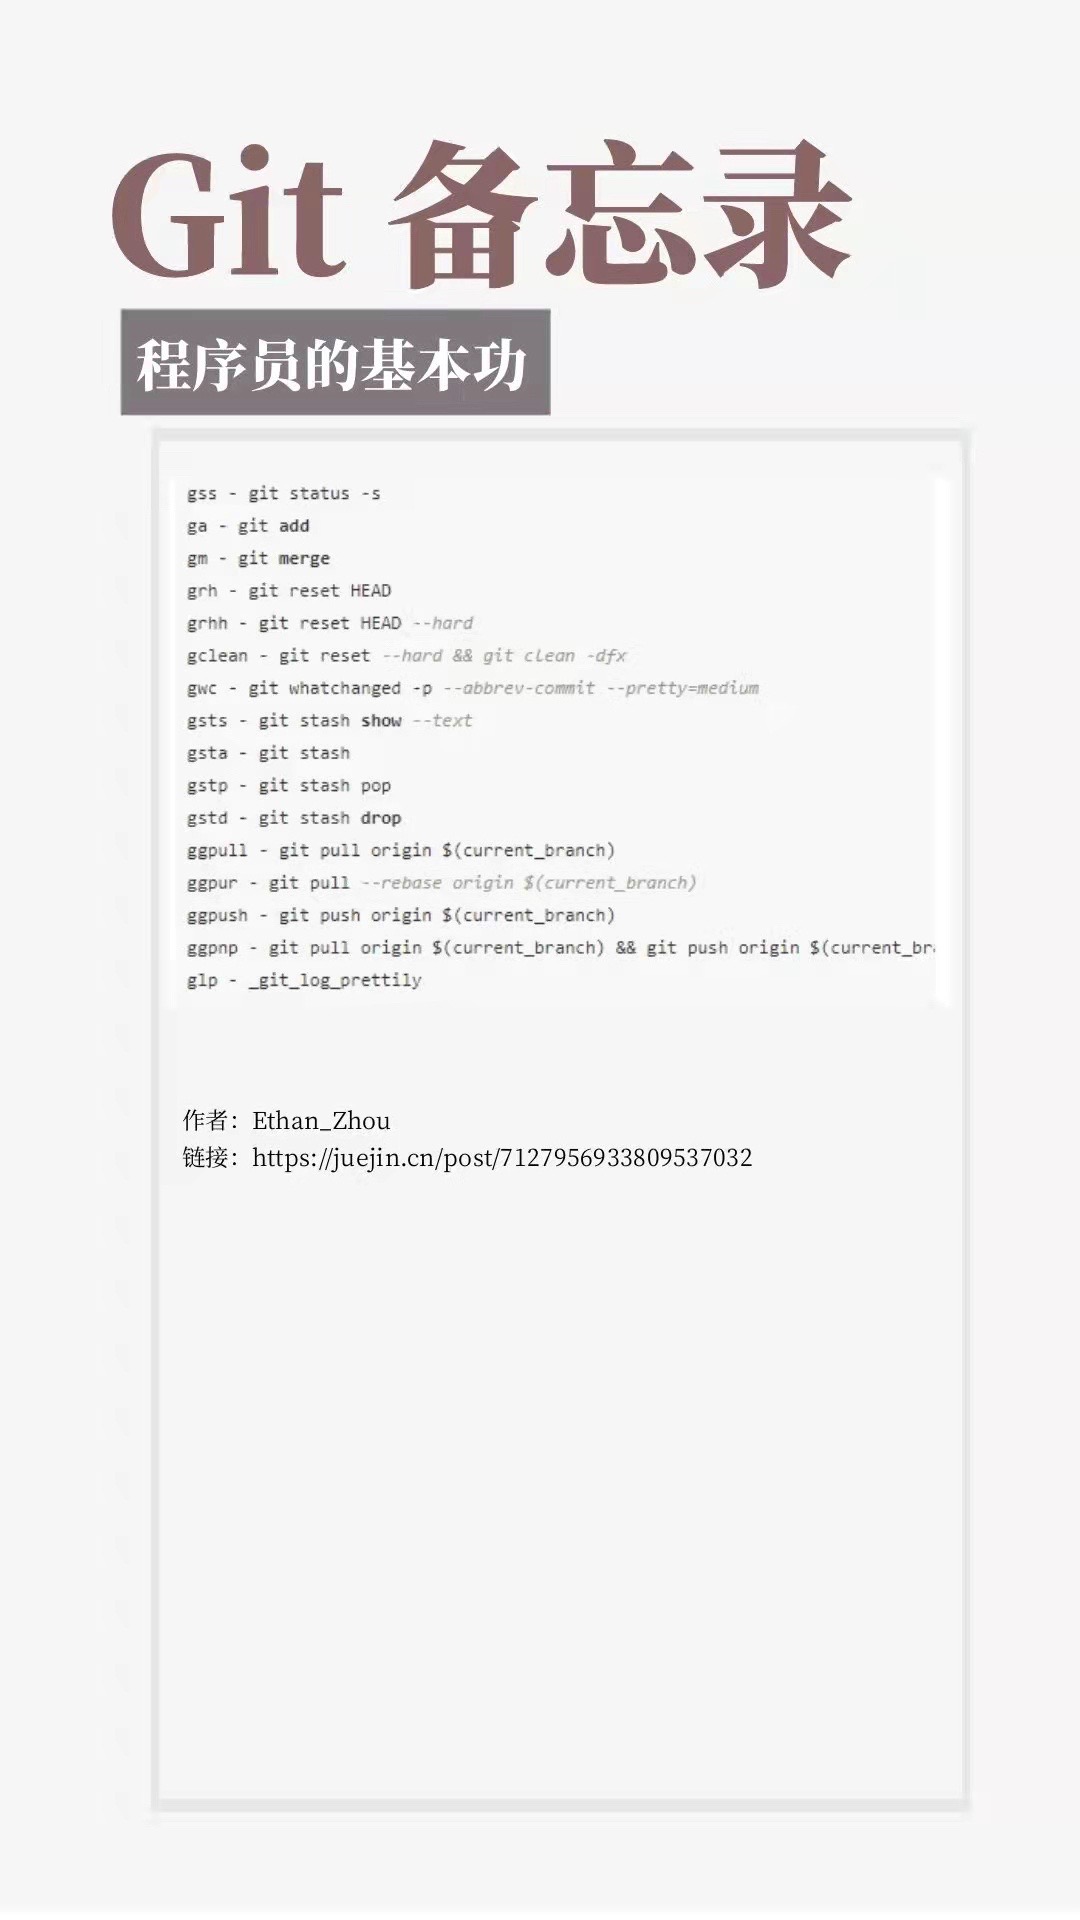 Git 备忘录
程序员的基本功
gss - git status -s
ga - git add
gm - git merge
grh - git reset HEAD
grhh - git reset HEAD --hard
gclean - git reset --hard && git clean -dfx
gwc - git whatchanged -p --abbrev-commit --pretty=medium
gsts - git stash show --text
gsta - git stash
gstp - git stash pop
gstd - git stash drop
ggpull - git pull origin $(current_branch)
ggpur - git pull --rebase origin $(current_branch)
ggpush - git push origin $(current_branch)
ggpnp - git pull origin $(current_branch) && git push origin $(current_bra
glp - _git_log_prettily
作者：Ethan_Zhou
链接：https://juejin.cn/post/7127956933809537032